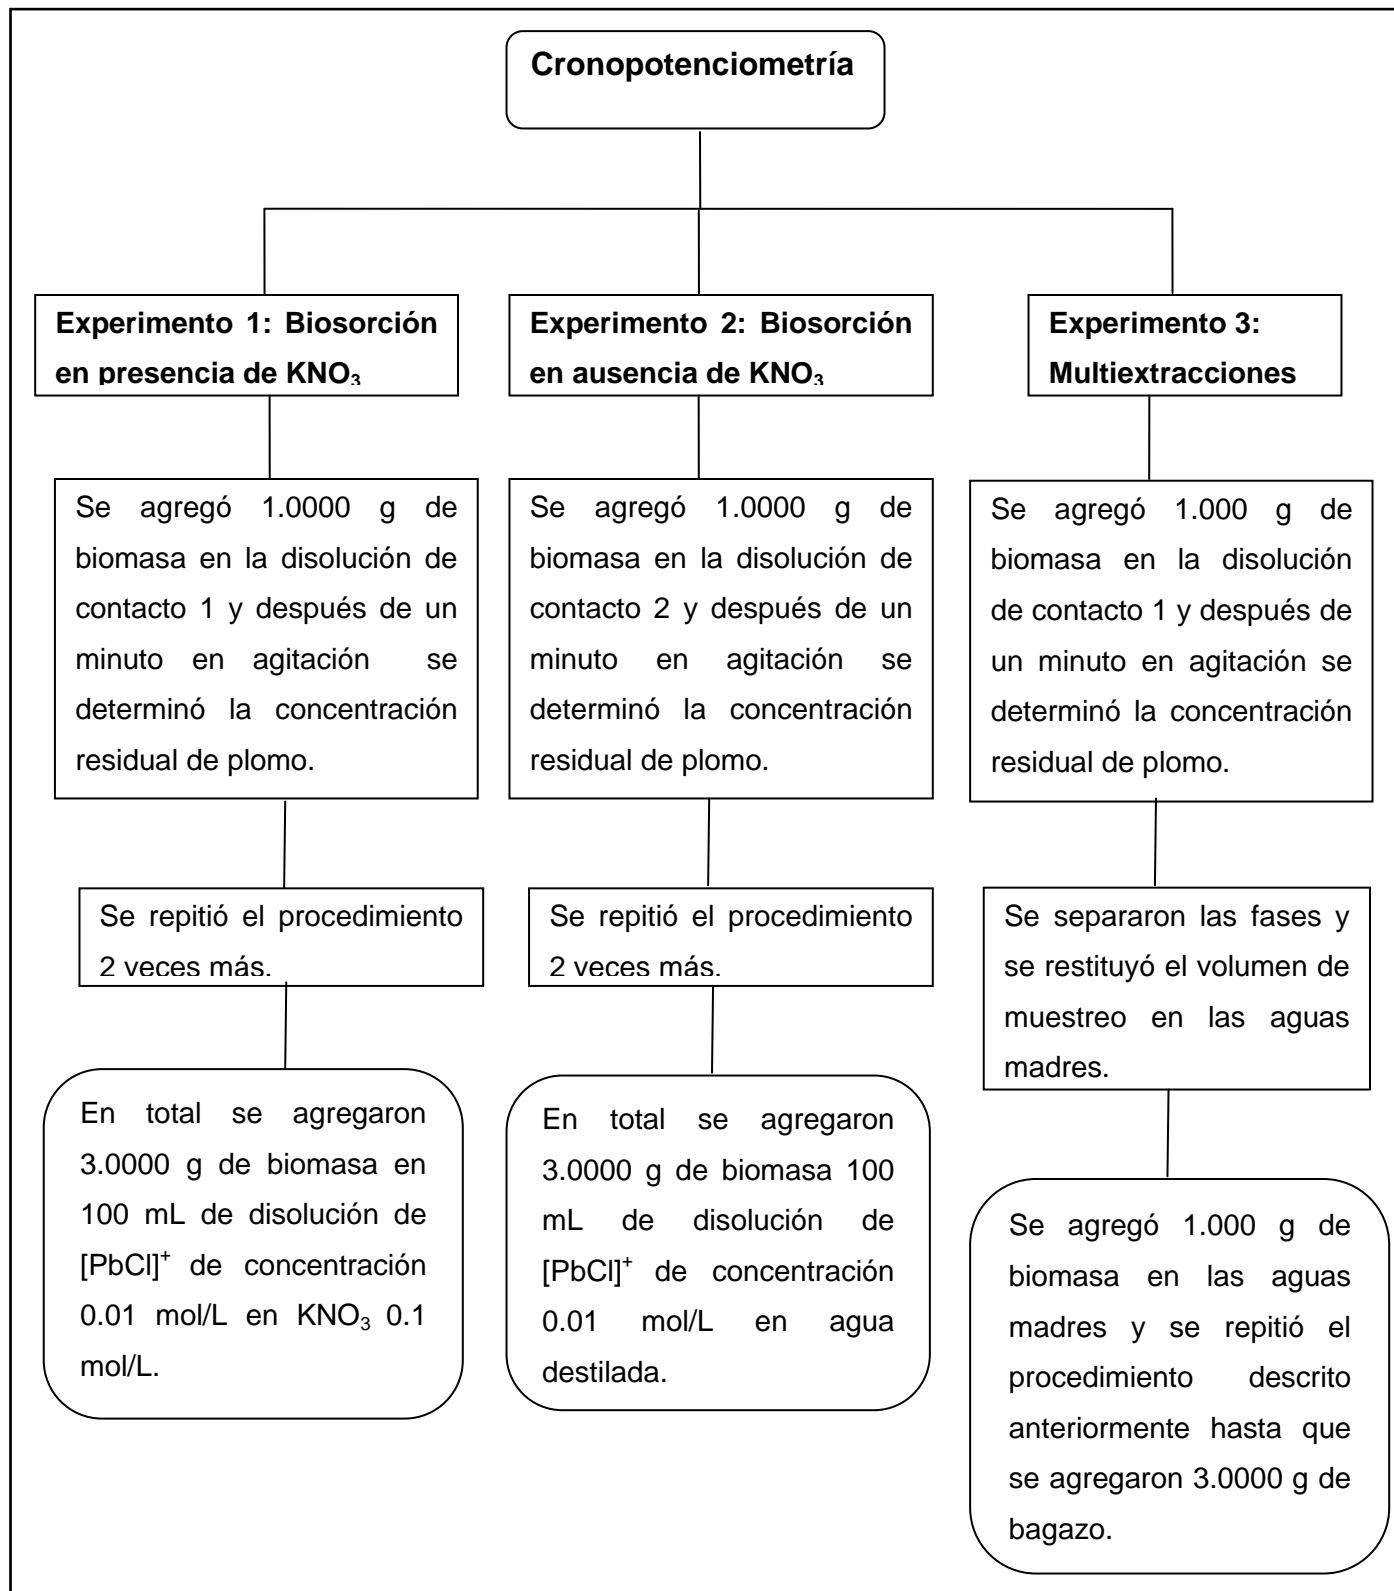 Cronopotenciometría
Experimento 1: Biosorción
en presencia de KNO₃
Experimento 2: Biosorción
en ausencia de KNO₃
Experimento 3:
Multiextracciones
Se agregó 1.0000 g de
biomasa en la disolución de
contacto 1 y después de un
minuto en agitación se
determinó la concentración
residual de plomo.
Se agregó 1.0000 g de
biomasa en la disolución de
contacto 2 y después de un
minuto en agitación se
determinó la concentración
residual de plomo.
Se agregó 1.000 g de
biomasa en la disolución
de contacto 1 y después de
un minuto en agitación se
determinó la concentración
residual de plomo.
Se repitió el procedimiento
2 veces más.
Se repitió el procedimiento
2 veces más.
Se separaron las fases y
se restituyó el volumen de
muestreo en las aguas
madres.
En total se agregaron
3.0000 g de biomasa en
100 mL de disolución de
[PbCl]⁺ de concentración
0.01 mol/L en KNO₃ 0.1
mol/L.
En total se agregaron
3.0000 g de biomasa 100
mL de disolución de
[PbCl]⁺ de concentración
0.01 mol/L en agua
destilada.
Se agregó 1.000 g de
biomasa en las aguas
madres y se repitió el
procedimiento descrito
anteriormente hasta que
se agregaron 3.0000 g de
bagazo.